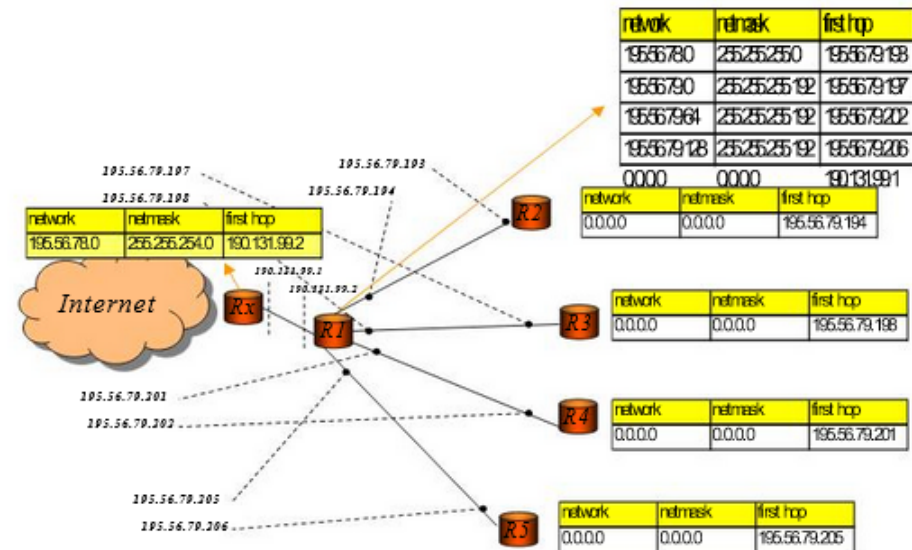 network netmask first hop
195.56.78.0 255.255.255.0 195.56.79.193
195.56.79.0 255.255.255.192 195.56.79.197
195.56.79.64 255.255.255.192 195.56.79.202
195.56.79.128 255.255.255.192 195.56.79.206
0.0.0.0 0.0.0.0 190.131.99.1
195.56.79.193
195.56.79.197
195.56.79.194
195.56.79.198
R2
network netmask first hop
0.0.0.0 0.0.0.0 195.56.79.194
network netmask first hop
195.56.78.0 255.255.254.0 190.131.99.2
190.131.99.1
190.131.99.2
Internet
Rx
R1
R3
network netmask first hop
0.0.0.0 0.0.0.0 195.56.79.198
195.56.79.201
195.56.79.202
R4
network netmask first hop
0.0.0.0 0.0.0.0 195.56.79.201
195.56.79.205
195.56.79.206
R5
network netmask first hop
0.0.0.0 0.0.0.0 195.56.79.205